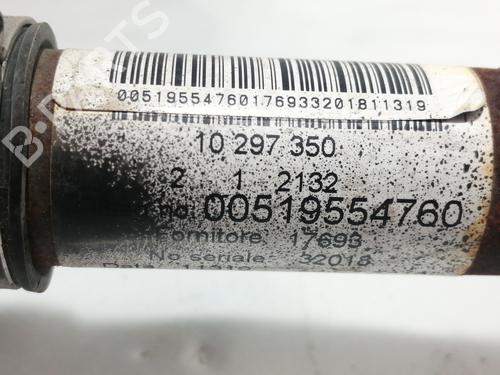 00519554760176933201811319
10 297 350
2 1 2132
00519554760
Fornitore 17693
No seriale 32018
B-PARTS